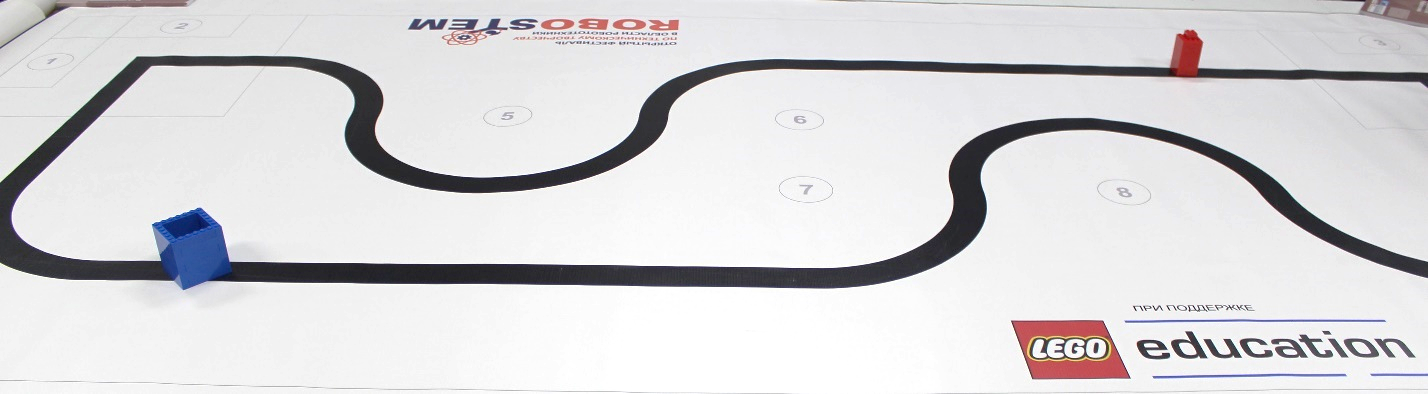 1
2
3
ROBOSTEM
ОТКРЫТЫЙ ФЕСТИВАЛЬ
ПО ТЕХНИЧЕСКОМУ ТВОРЧЕСТВУ
В ОБЛАСТИ РОБОТОТЕХНИКИ
5
6
7
8
ПРИ ПОДДЕРЖКЕ
LEGO education